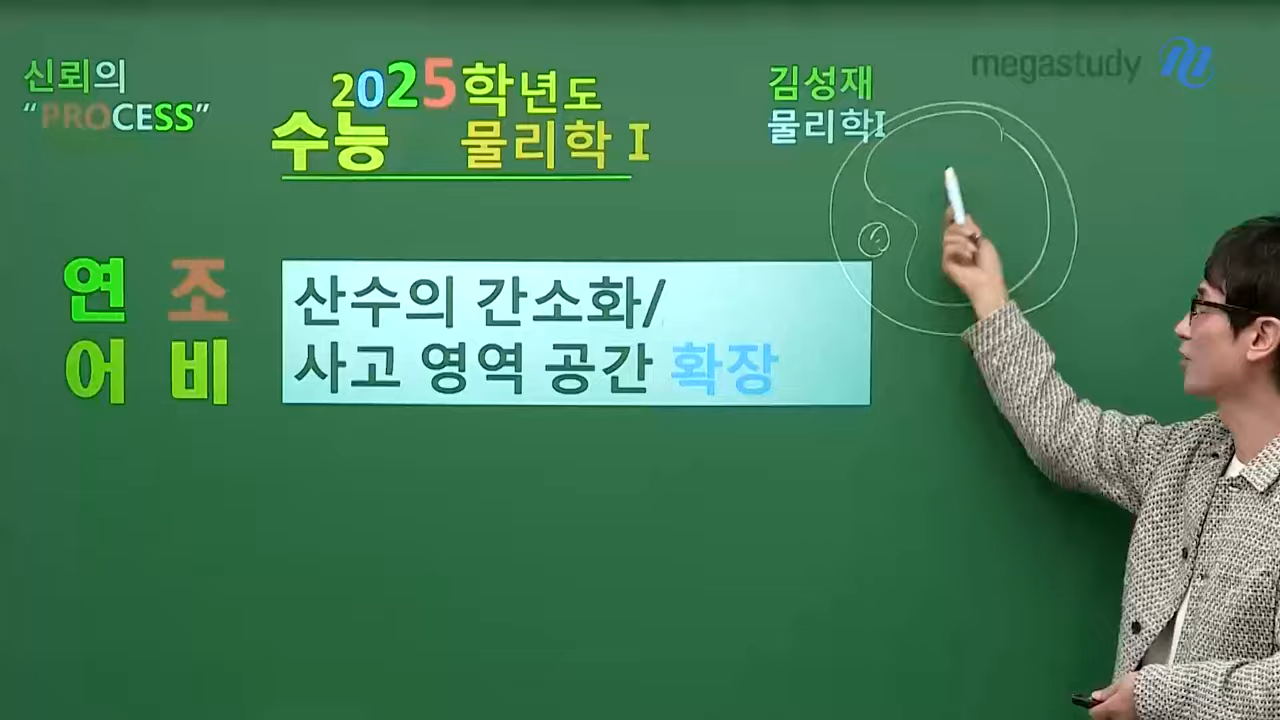 신뢰의
“PROCESS”
2025학년도
수능 물리학 I
김성재
물리학I
megastudy
연 조
어 비
산수의 간소화/
사고 영역 공간 확장